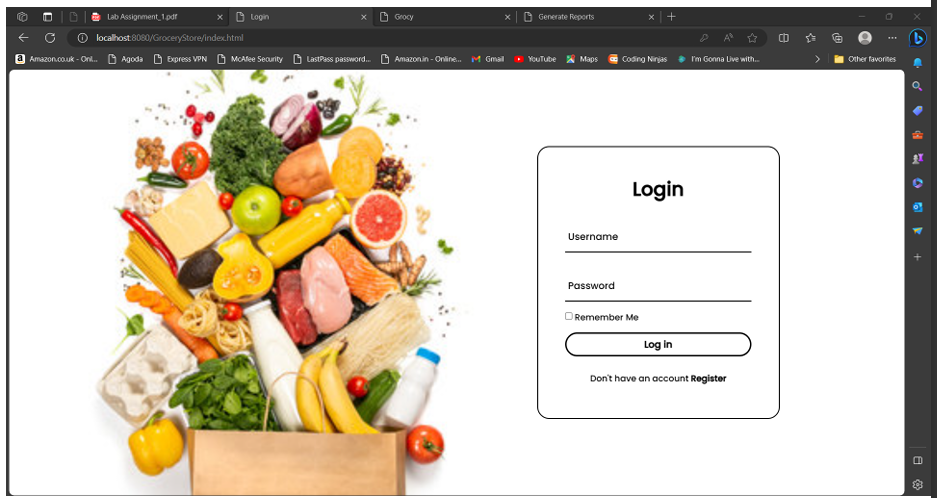 Lab Assignment_1.pdf
Login
Grocy
Generate Reports
localhost:8080/GroceryStore/index.html
Amazon.co.uk - Onl...
Agoda
Express VPN
McAfee Security
LastPass password...
Amazon.in - Online...
Gmail
YouTube
Maps
Coding Ninjas
I'm Gonna Live with...
Other favorites
Login
Username
Password
Remember Me
Log in
Don't have an account Register